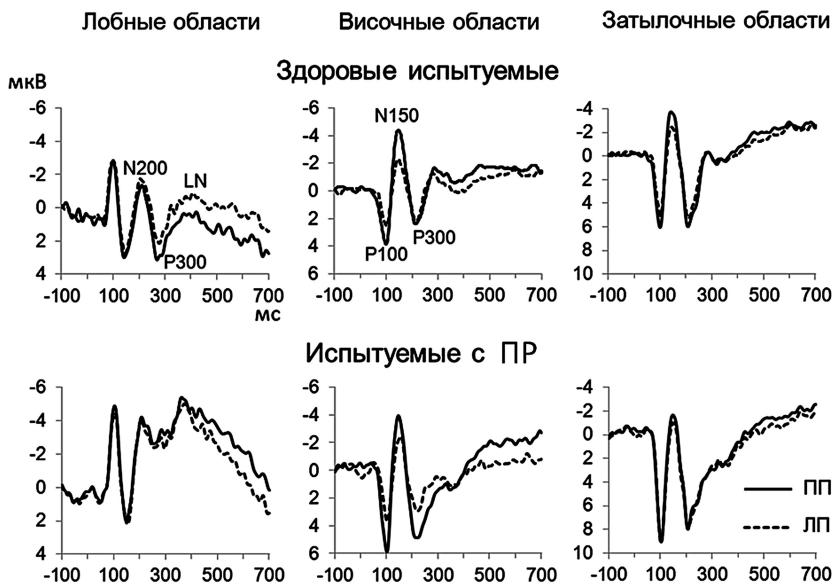 Лобные области Височные области Затылочные области
Здоровые испытуемые
мкВ
-6
-4
-2
0
2
4
N200
LN
P300
-100 100 300 500 700
мс
-6
-4
-2
0
2
4
6
N150
P100
P300
-100 100 300 500 700
-4
-2
0
2
4
6
8
10
-100 100 300 500 700
Испытуемые с ПР
-6
-4
-2
0
2
4
-100 100 300 500 700
-6
-4
-2
0
2
4
6
-100 100 300 500 700
-4
-2
0
2
4
6
8
10
-100 100 300 500 700
ПП
ЛП